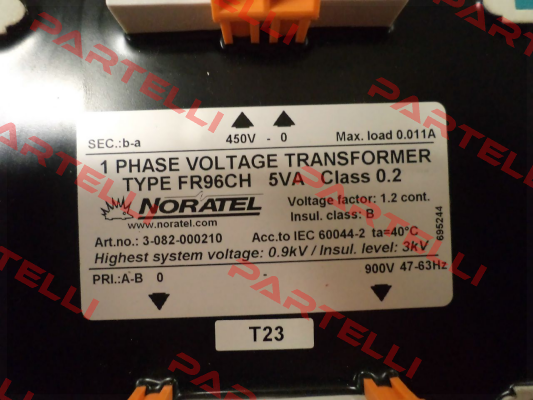 SEC.:b-a 450V - 0 Max. load 0.011A
1 PHASE VOLTAGE TRANSFORMER
TYPE FR96CH 5VA Class 0.2
NORATEL
www.noratel.com
Voltage factor: 1.2 cont.
Insul. class: B
695244
Art.no.: 3-082-000210 Acc.to IEC 60044-2 ta=40°C
Highest system voltage: 0.9kV / Insul. level: 3kV
PRI.:A-B 0 900V 47-63Hz
T23
PARTELLI
PARTELLI
PARTELLI
PARTELLI
PARTELLI
PARTELLI